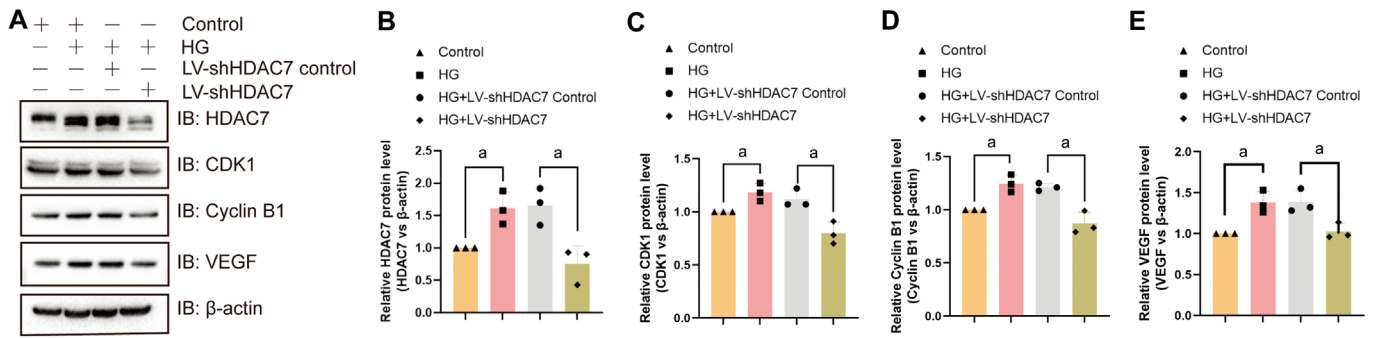 A
+ + — — Control
— + + + HG
— — + — LV-shHDAC7 control
— — — + LV-shHDAC7
IB: HDAC7
IB: CDK1
IB: Cyclin B1
IB: VEGF
IB: β-actin
B
▲ Control
■ HG
● HG+LV-shHDAC7 Control
◆ HG+LV-shHDAC7
Relative HDAC7 protein level
(HDAC7 vs β-actin)
2.5
2.0
1.5
1.0
0.5
0.0
a
a
C
▲ Control
■ HG
● HG+LV-shHDAC7 Control
◆ HG+LV-shHDAC7
Relative CDK1 protein level
(CDK1 vs β-actin)
1.5
1.0
0.5
0.0
a
a
D
▲ Control
■ HG
● HG+LV-shHDAC7 Control
◆ HG+LV-shHDAC7
Relative Cyclin B1 protein level
(Cyclin B1 vs β-actin)
1.5
1.0
0.5
0.0
a
a
E
▲ Control
■ HG
● HG+LV-shHDAC7 Control
◆ HG+LV-shHDAC7
Relative VEGF protein level
(VEGF vs β-actin)
2.0
1.5
1.0
0.5
0.0
a
a